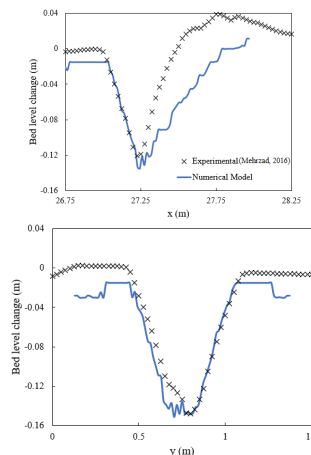 0.04
0
-0.04
-0.08
-0.12
-0.16
Bed level change (m)
Experimental(Mehrzad, 2016)
Numerical Model
26.75 27.25 27.75 28.25
x (m)
0.04
0
-0.04
-0.08
-0.12
-0.16
Bed level change (m)
0 0.5 1
y (m)